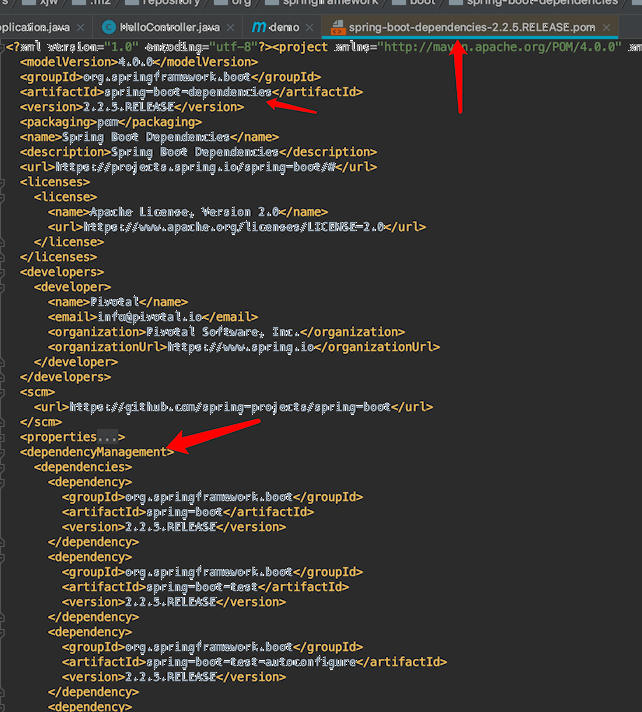 xjw .m2 repository org springframework boot spring-boot-dependencies
plication.java × HelloController.java × demo × spring-boot-dependencies-2.2.5.RELEASE.pom ×
<?xml version="1.0" encoding="utf-8"?><project xmlns="http://maven.apache.org/POM/4.0.0" x
<modelVersion>4.0.0</modelVersion>
<groupId>org.springframework.boot</groupId>
<artifactId>spring-boot-dependencies</artifactId>
<version>2.2.5.RELEASE</version>
<packaging>pom</packaging>
<name>Spring Boot Dependencies</name>
<description>Spring Boot Dependencies</description>
<url>https://projects.spring.io/spring-boot/#</url>
<licenses>
<license>
<name>Apache License, Version 2.0</name>
<url>https://www.apache.org/licenses/LICENSE-2.0</url>
</license>
</licenses>
<developers>
<developer>
<name>Pivotal</name>
<email>info@pivotal.io</email>
<organization>Pivotal Software, Inc.</organization>
<organizationUrl>https://www.spring.io</organizationUrl>
</developer>
</developers>
<scm>
<url>https://github.com/spring-projects/spring-boot</url>
</scm>
<properties...>
<dependencyManagement>
<dependencies>
<dependency>
<groupId>org.springframework.boot</groupId>
<artifactId>spring-boot</artifactId>
<version>2.2.5.RELEASE</version>
</dependency>
<dependency>
<groupId>org.springframework.boot</groupId>
<artifactId>spring-boot-test</artifactId>
<version>2.2.5.RELEASE</version>
</dependency>
<dependency>
<groupId>org.springframework.boot</groupId>
<artifactId>spring-boot-test-autoconfigure</artifactId>
<version>2.2.5.RELEASE</version>
</dependency>
<dependency>